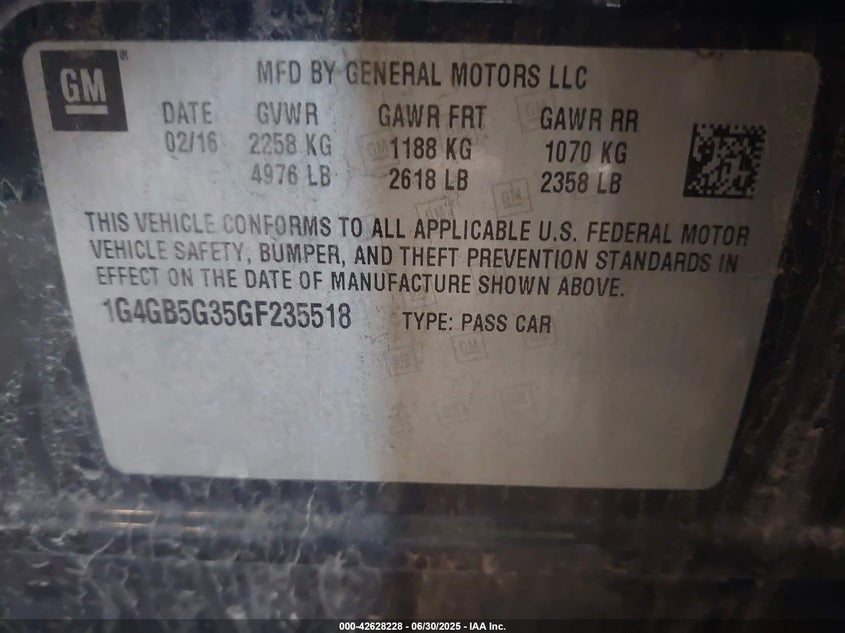 GM
MFD BY GENERAL MOTORS LLC
DATE GVWR GAWR FRT GAWR RR
02/16 2258 KG 1188 KG 1070 KG
4976 LB 2618 LB 2358 LB
THIS VEHICLE CONFORMS TO ALL APPLICABLE U.S. FEDERAL MOTOR
VEHICLE SAFETY, BUMPER, AND THEFT PREVENTION STANDARDS IN
EFFECT ON THE DATE OF MANUFACTURE SHOWN ABOVE.
1G4GB5G35GF235518 TYPE: PASS CAR
000-42628228 - 06/30/2025 - IAA Inc.